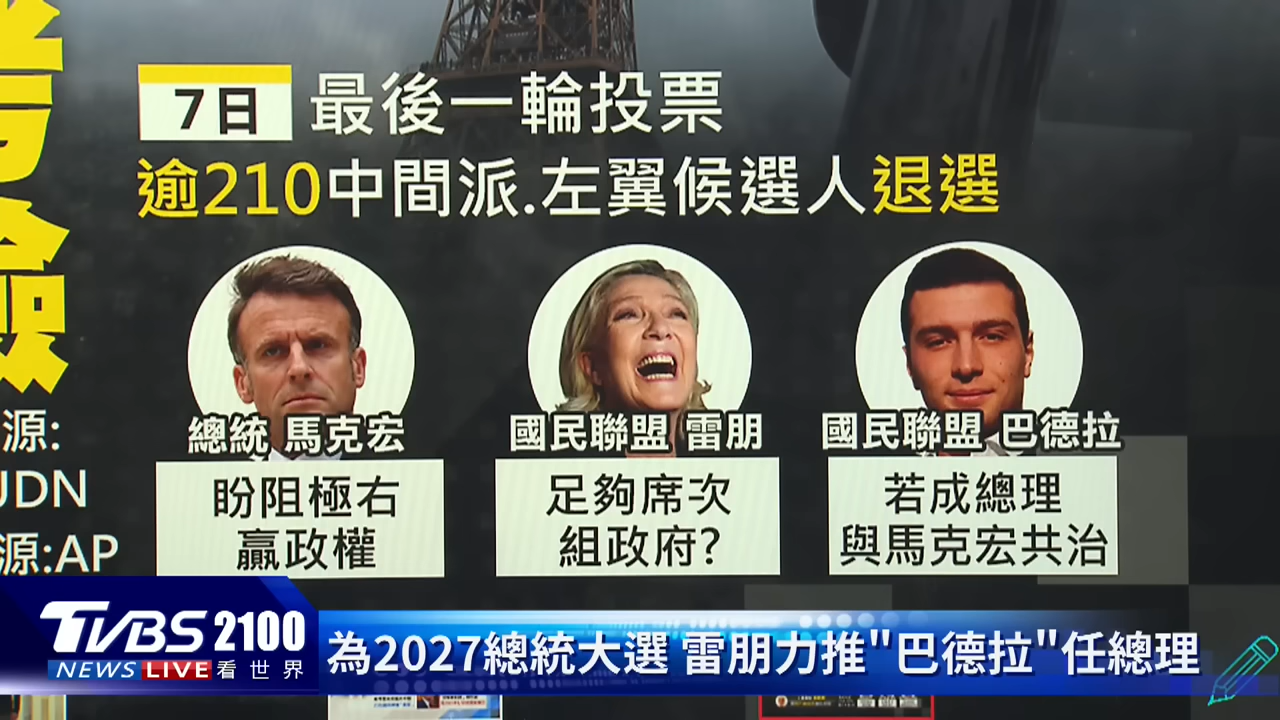 7日 最後一輪投票
逾210中間派.左翼候選人退選
總統 馬克宏
盼阻極右
贏政權
國民聯盟 雷朋
足夠席次
組政府?
國民聯盟 巴德拉
若成總理
與馬克宏共治
源:
UDN
源:AP
TVBS 2100
NEWS LIVE 看世界
為2027總統大選 雷朋力推"巴德拉"任總理